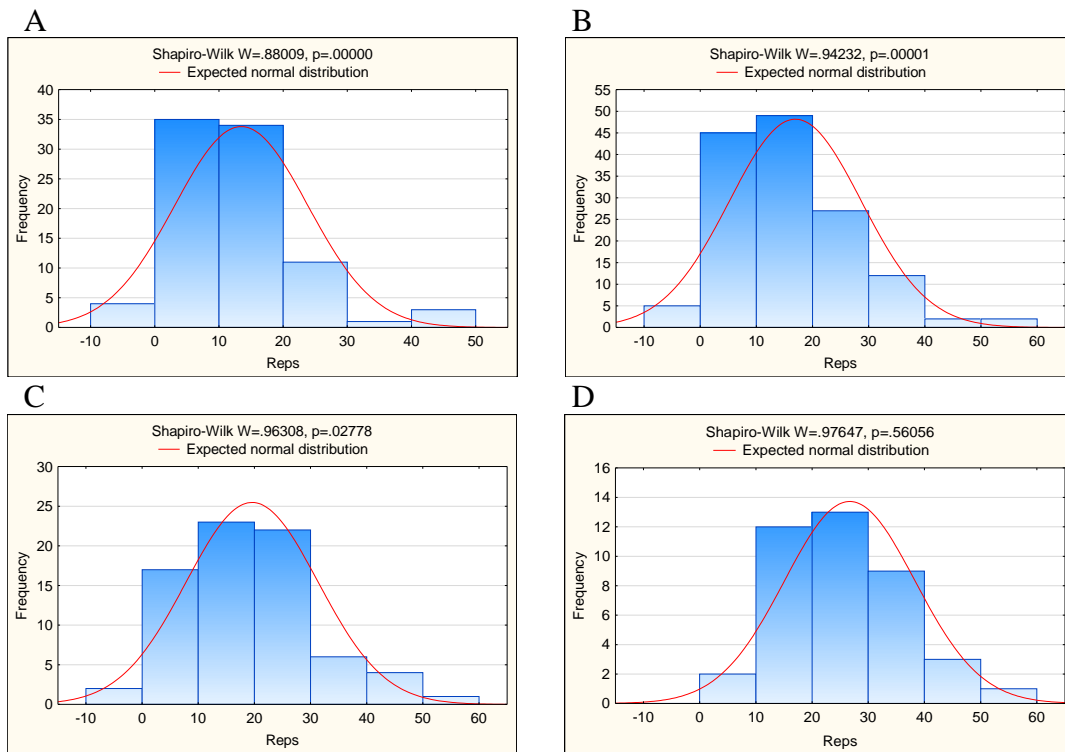 A
Shapiro-Wilk W=.88009, p=.00000
Expected normal distribution
40
35
30
25
20
15
10
5
0
Frequency
-10 0 10 20 30 40 50
Reps
B
Shapiro-Wilk W=.94232, p=.00001
Expected normal distribution
55
50
45
40
35
30
25
20
15
10
5
0
Frequency
-10 0 10 20 30 40 50 60
Reps
C
Shapiro-Wilk W=.96308, p=.02778
Expected normal distribution
30
25
20
15
10
5
0
Frequency
-10 0 10 20 30 40 50 60
Reps
D
Shapiro-Wilk W=.97647, p=.56056
Expected normal distribution
16
14
12
10
8
6
4
2
0
Frequency
-10 0 10 20 30 40 50 60
Reps